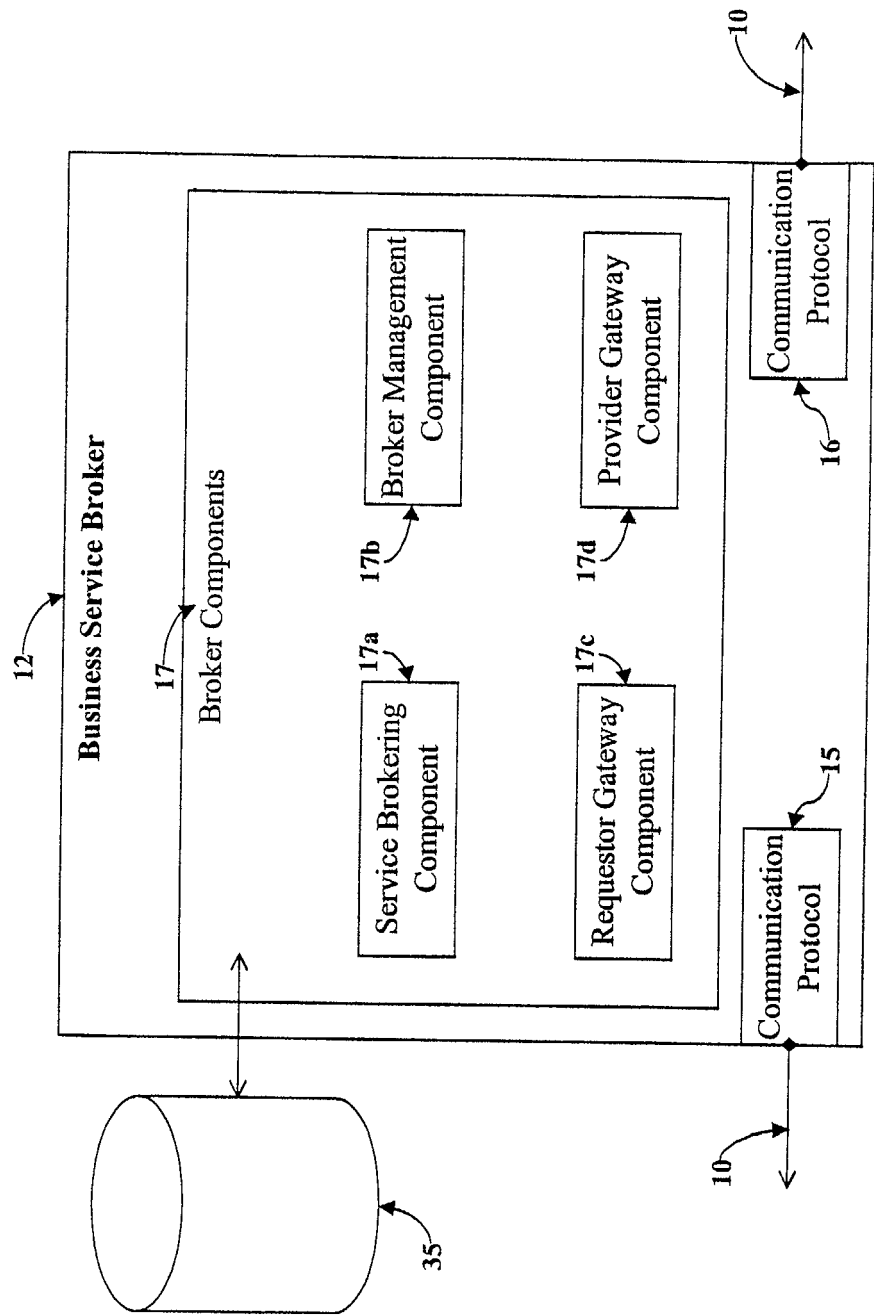 12
Business Service Broker
17
Broker Components
17a
Service Brokering
Component
17b
Broker Management
Component
17c
Requestor Gateway
Component
17d
Provider Gateway
Component
15
Communication
Protocol
16
Communication
Protocol
10
10
35